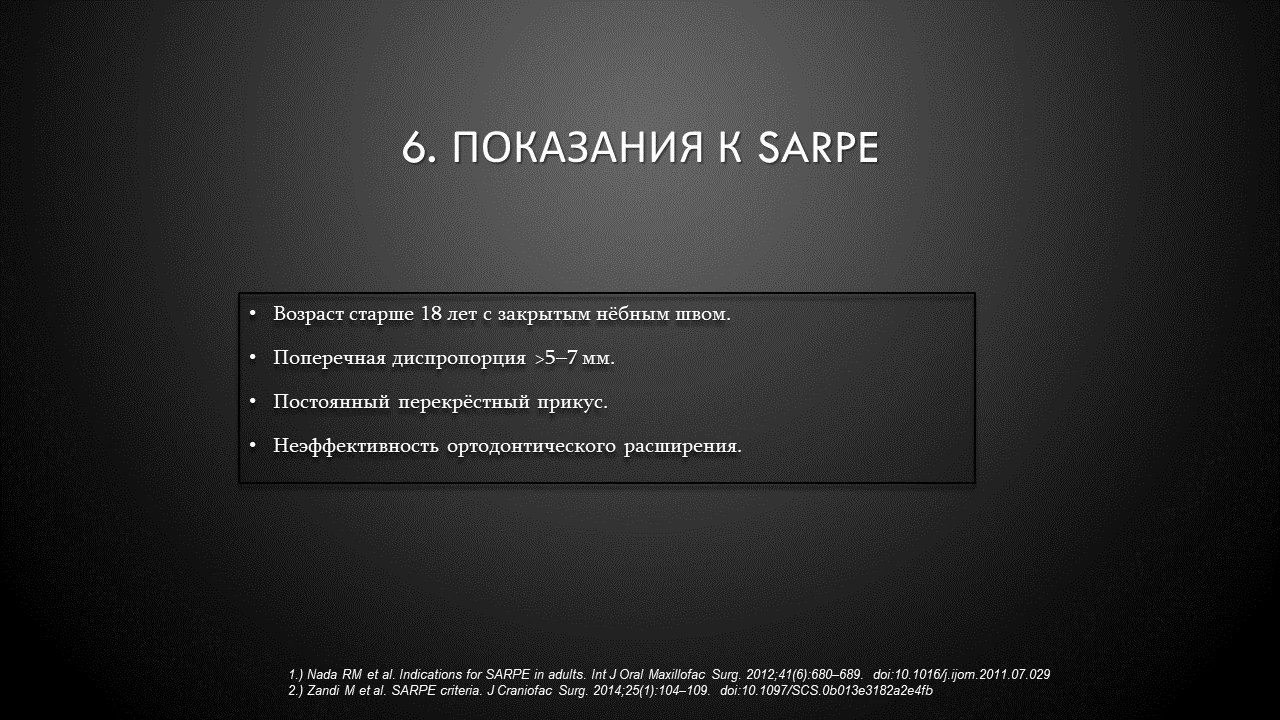 6. ПОКАЗАНИЯ К SARPE
• Возраст старше 18 лет с закрытым нёбным швом.
• Поперечная диспропорция >5–7 мм.
• Постоянный перекрёстный прикус.
• Неэффективность ортодонтического расширения.
1.) Nada RM et al. Indications for SARPE in adults. Int J Oral Maxillofac Surg. 2012;41(6):680–689. doi:10.1016/j.ijom.2011.07.029
2.) Zandi M et al. SARPE criteria. J Craniofac Surg. 2014;25(1):104–109. doi:10.1097/SCS.0b013e3182a2e4fb